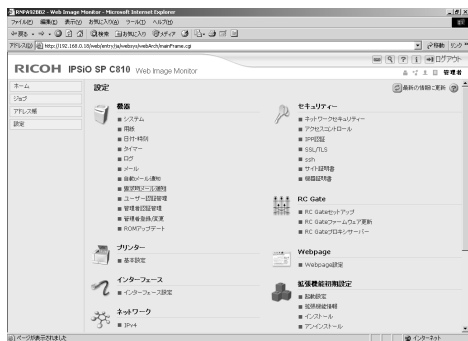 RNPA92BB2 - Web Image Monitor - Microsoft Internet Explorer
ファイル(F) 編集(E) 表示(V) お気に入り(A) ツール(T) ヘルプ(H)
戻る 検索 お気に入り メディア
アドレス(D) http://192.168.0.18/web/entry/ja/websys/webArch/mainFrame.cgi 移動 リンク
ログアウト
RICOH IPSiO SP C810 Web Image Monitor
管理者
ホーム
ジョブ
アドレス帳
設定
設定
最新の情報に更新
機器
システム
用紙
日付・時刻
タイマー
ログ
メール
自動メール通知
要求時メール通知
ユーザー認証管理
管理者認証管理
管理者登録/変更
ROMアップデート
プリンター
基本設定
インターフェース
インターフェース設定
ネットワーク
IPv4
セキュリティー
ネットワークセキュリティー
アクセスコントロール
IPP認証
SSL/TLS
ssh
サイト証明書
機器証明書
RC Gate
RC Gateセットアップ
RC Gateファームウェア更新
RC Gateプロキシサーバー
Webpage
Webpage設定
拡張機能初期設定
起動設定
拡張機能情報
インストール
アンインストール
ページが表示されました
インターネット